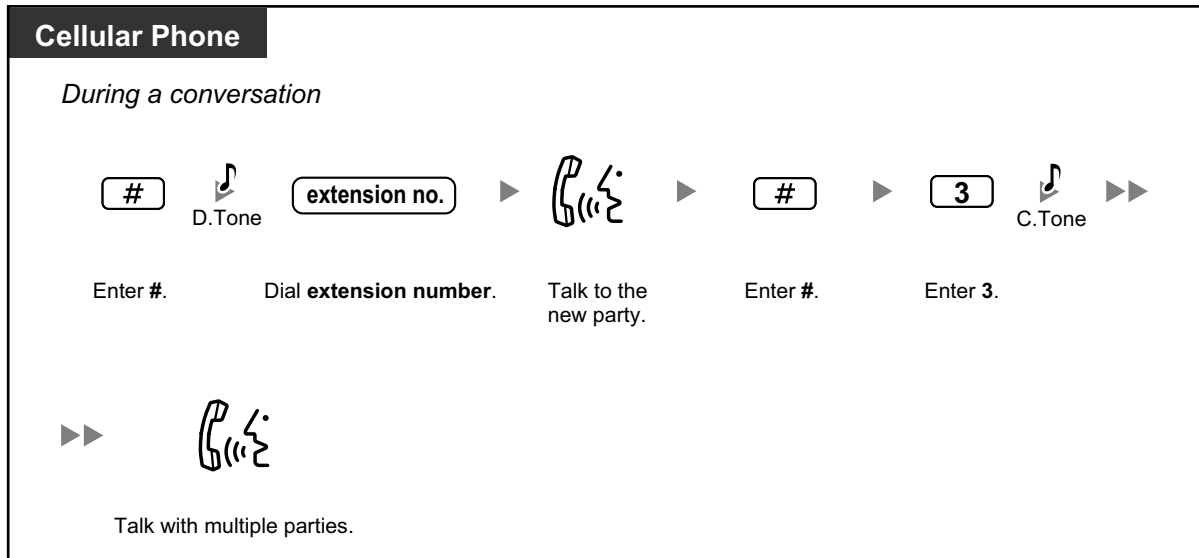 Cellular Phone
During a conversation
# D.Tone extension no. # 3 C.Tone
Enter #. Dial extension number. Talk to the new party. Enter #. Enter 3.
Talk with multiple parties.